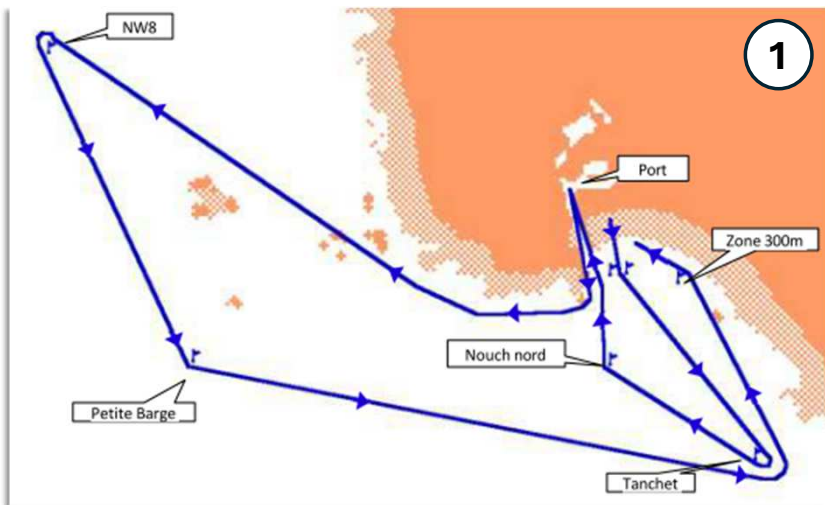 NW8
1
Port
Zone 300m
Nouch nord
Petite Barge
Tanchet